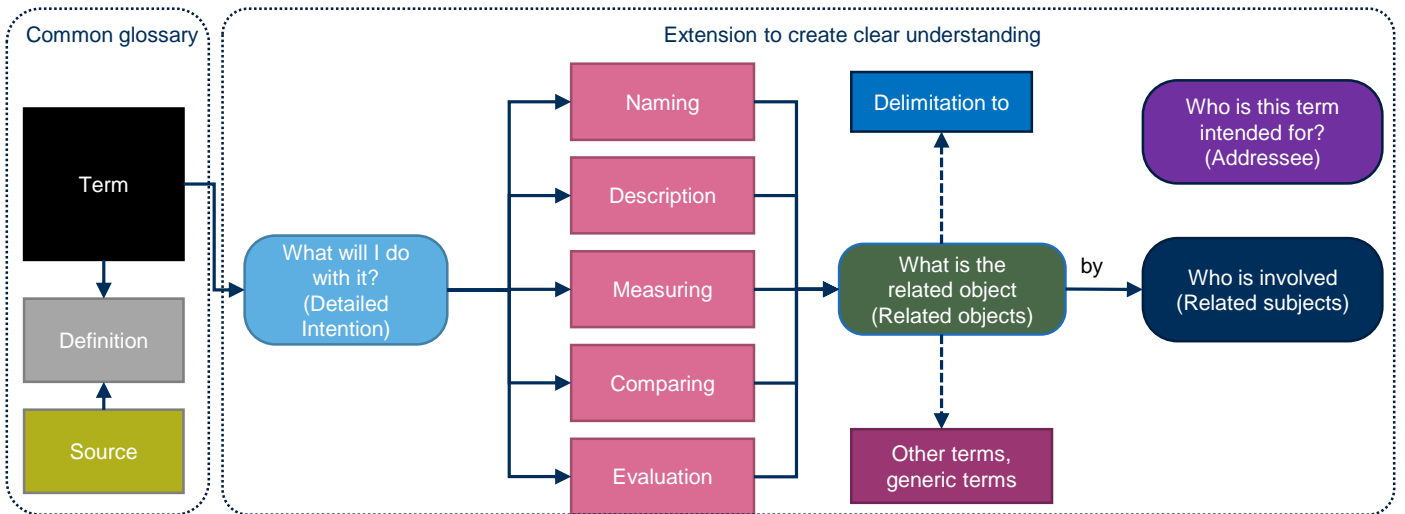 Common glossary
Extension to create clear understanding
Term
Definition
Source
What will I do
with it?
(Detailed
Intention)
Naming
Description
Measuring
Comparing
Evaluation
Delimitation to
What is the
related object
(Related objects)
Other terms,
generic terms
by
Who is this term
intended for?
(Addressee)
Who is involved
(Related subjects)